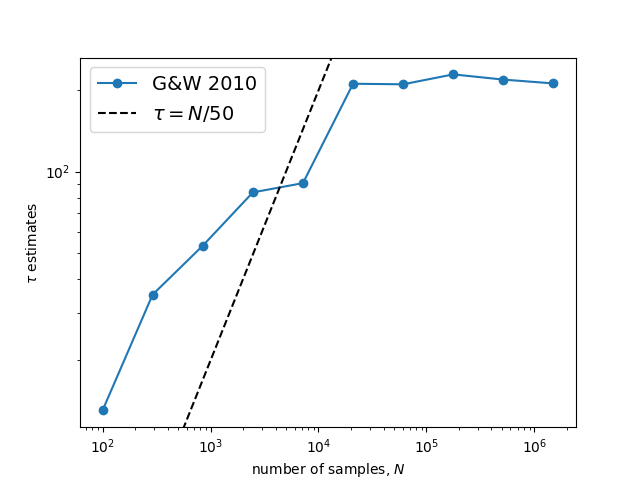 G&W 2010
τ = N/50
10²
τ estimates
10² 10³ 10⁴ 10⁵ 10⁶
number of samples, N